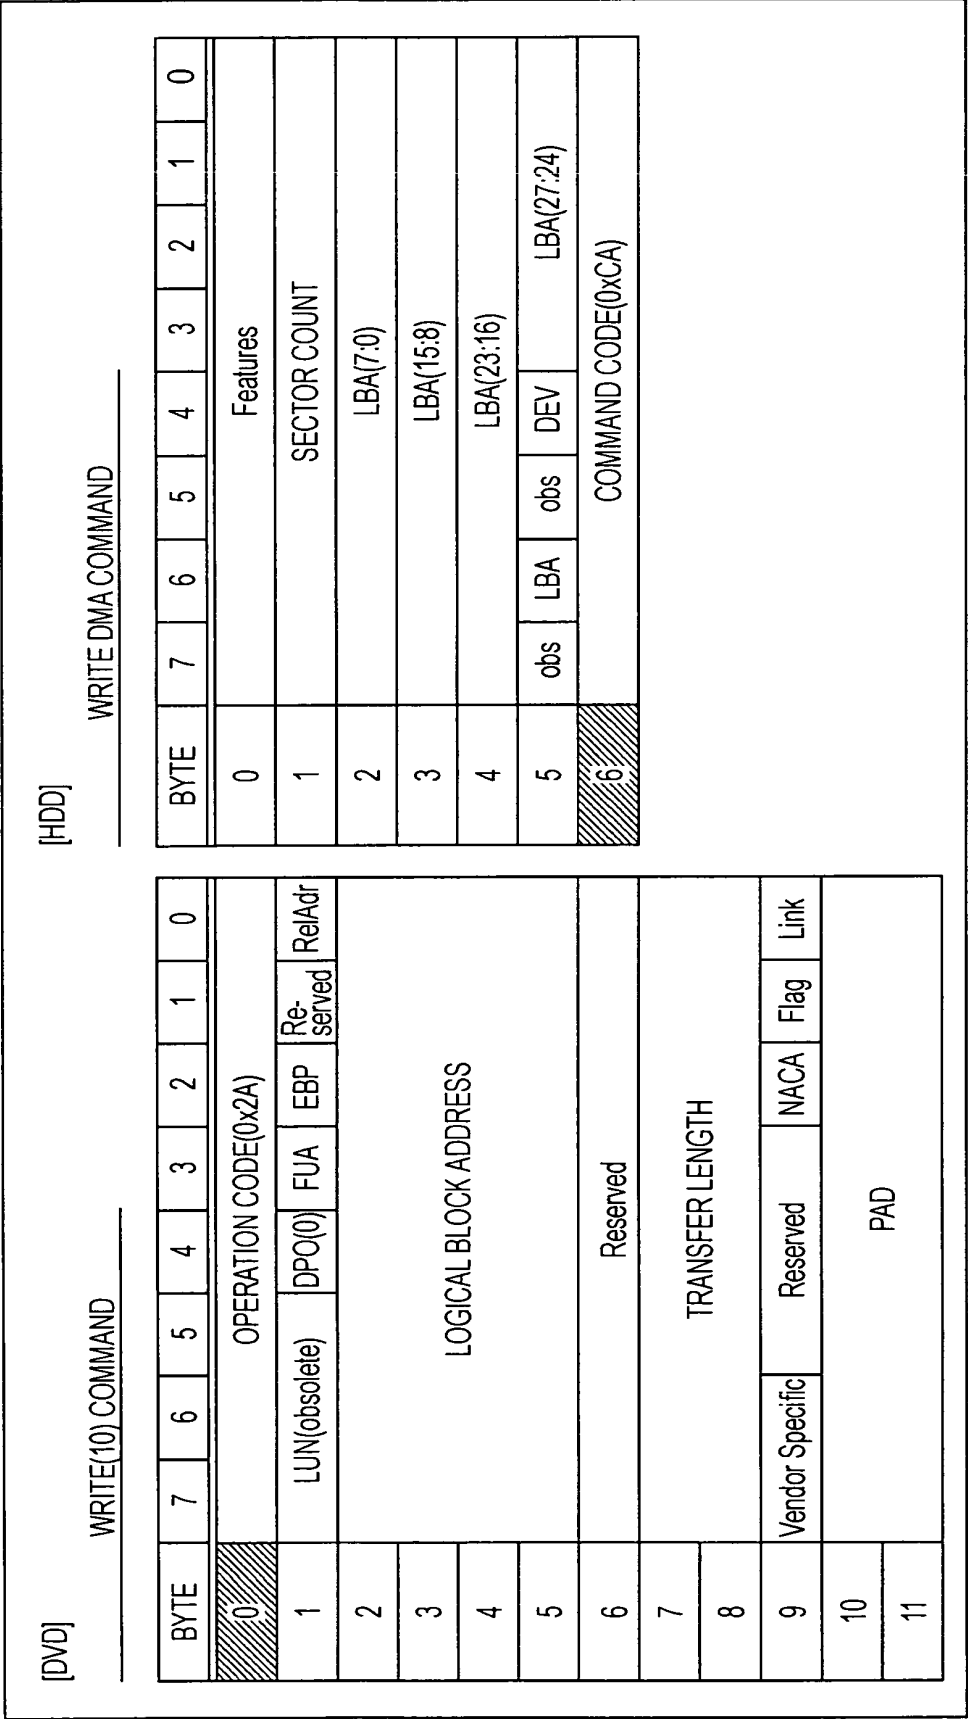 [DVD]
WRITE(10) COMMAND
BYTE 7 6 5 4 3 2 1 0
0 OPERATION CODE(0x2A)
1 LUN(obsolete) DPO(0) FUA EBP Re-served RelAdr
2 LOGICAL BLOCK ADDRESS
3
4
5
6 Reserved
7 TRANSFER LENGTH
8
9 Vendor Specific Reserved NACA Flag Link
10 PAD
11
[HDD]
WRITE DMA COMMAND
BYTE 7 6 5 4 3 2 1 0
0 Features
1 SECTOR COUNT
2 LBA(7:0)
3 LBA(15:8)
4 LBA(23:16)
5 obs LBA obs DEV LBA(27:24)
6 COMMAND CODE(0xCA)